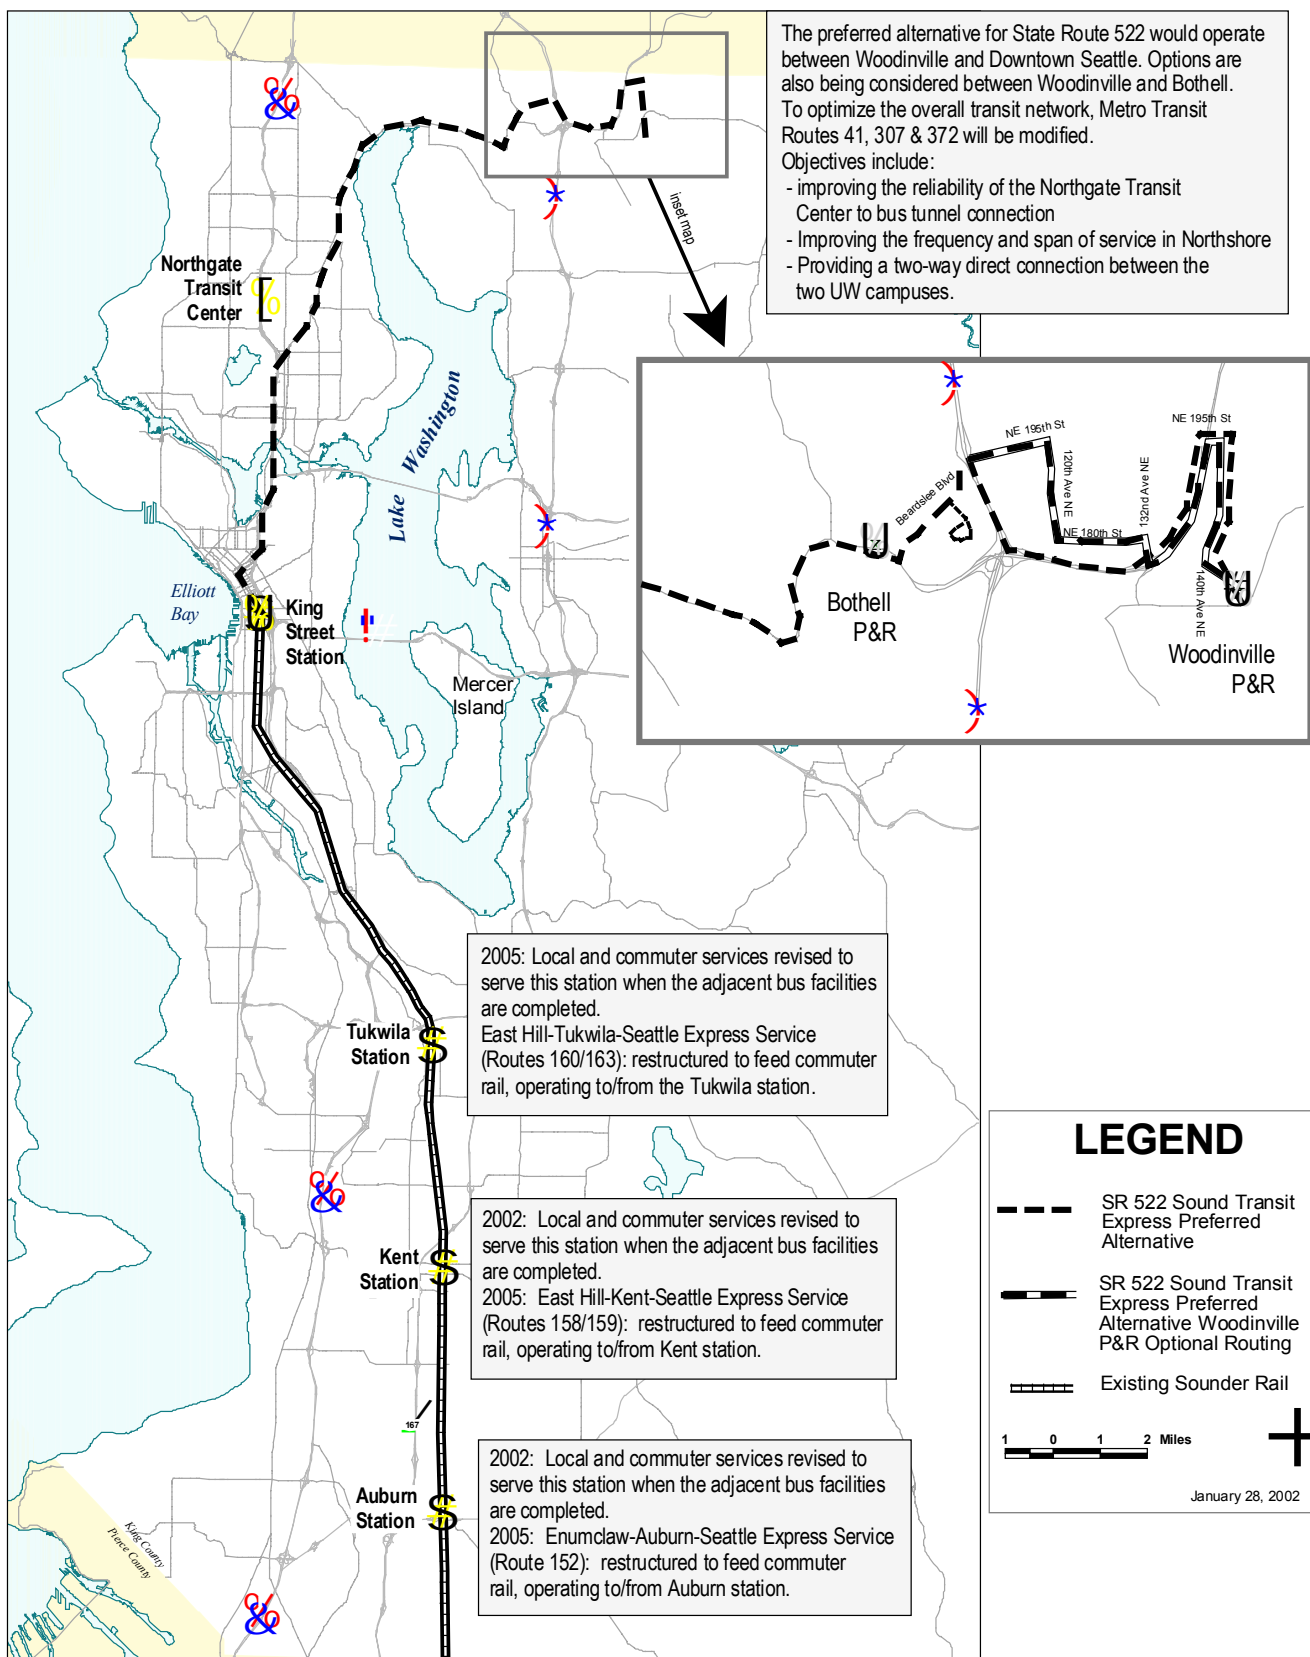 The preferred alternative for State Route 522 would operate
between Woodinville and Downtown Seattle. Options are
also being considered between Woodinville and Bothell.
To optimize the overall transit network, Metro Transit
Routes 41, 307 & 372 will be modified.
Objectives include:
- improving the reliability of the Northgate Transit
Center to bus tunnel connection
- Improving the frequency and span of service in Northshore
- Providing a two-way direct connection between the
two UW campuses.
inset map
Northgate
Transit
Center
Lake Washington
Elliott
Bay
King
Street
Station
Mercer
Island
NE 195th St
NE 195th St
120th Ave NE
132nd Ave NE
Beardslee Blvd
NE 180th St
140th Ave NE
Bothell
P&R
Woodinville
P&R
2005: Local and commuter services revised to
serve this station when the adjacent bus facilities
are completed.
East Hill-Tukwila-Seattle Express Service
(Routes 160/163): restructured to feed commuter
rail, operating to/from the Tukwila station.
Tukwila
Station
2002:  Local and commuter services revised to
serve this station when the adjacent bus facilities
are completed.
2005:  East Hill-Kent-Seattle Express Service
(Routes 158/159):  restructured to feed commuter
rail, operating to/from Kent station.
Kent
Station
167
2002:  Local and commuter services revised to
serve this station when the adjacent bus facilities
are completed.
2005:  Enumclaw-Auburn-Seattle Express Service
(Route 152):  restructured to feed commuter
rail, operating to/from Auburn station.
Auburn
Station
King County
Pierce County
LEGEND
SR 522 Sound Transit
Express Preferred
Alternative
SR 522 Sound Transit
Express Preferred
Alternative Woodinville
P&R Optional Routing
Existing Sounder Rail
1 0 1 2 Miles
January 28, 2002